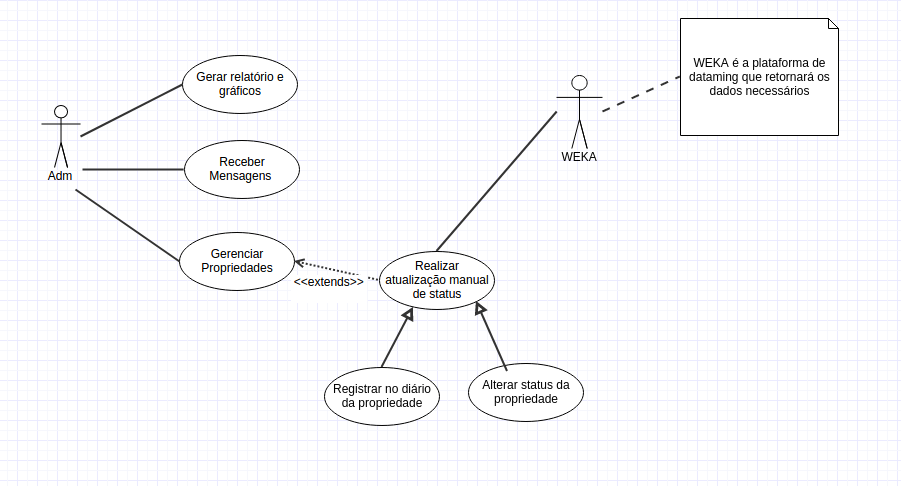 Gerar relatório e
gráficos
Adm
Receber
Mensagens
Gerenciar
Propriedades
<<extends>>
Realizar
atualização manual
de status
Registrar no diário
da propriedade
Alterar status da
propriedade
WEKA
WEKA é a plataforma de
dataming que retornará os
dados necessários